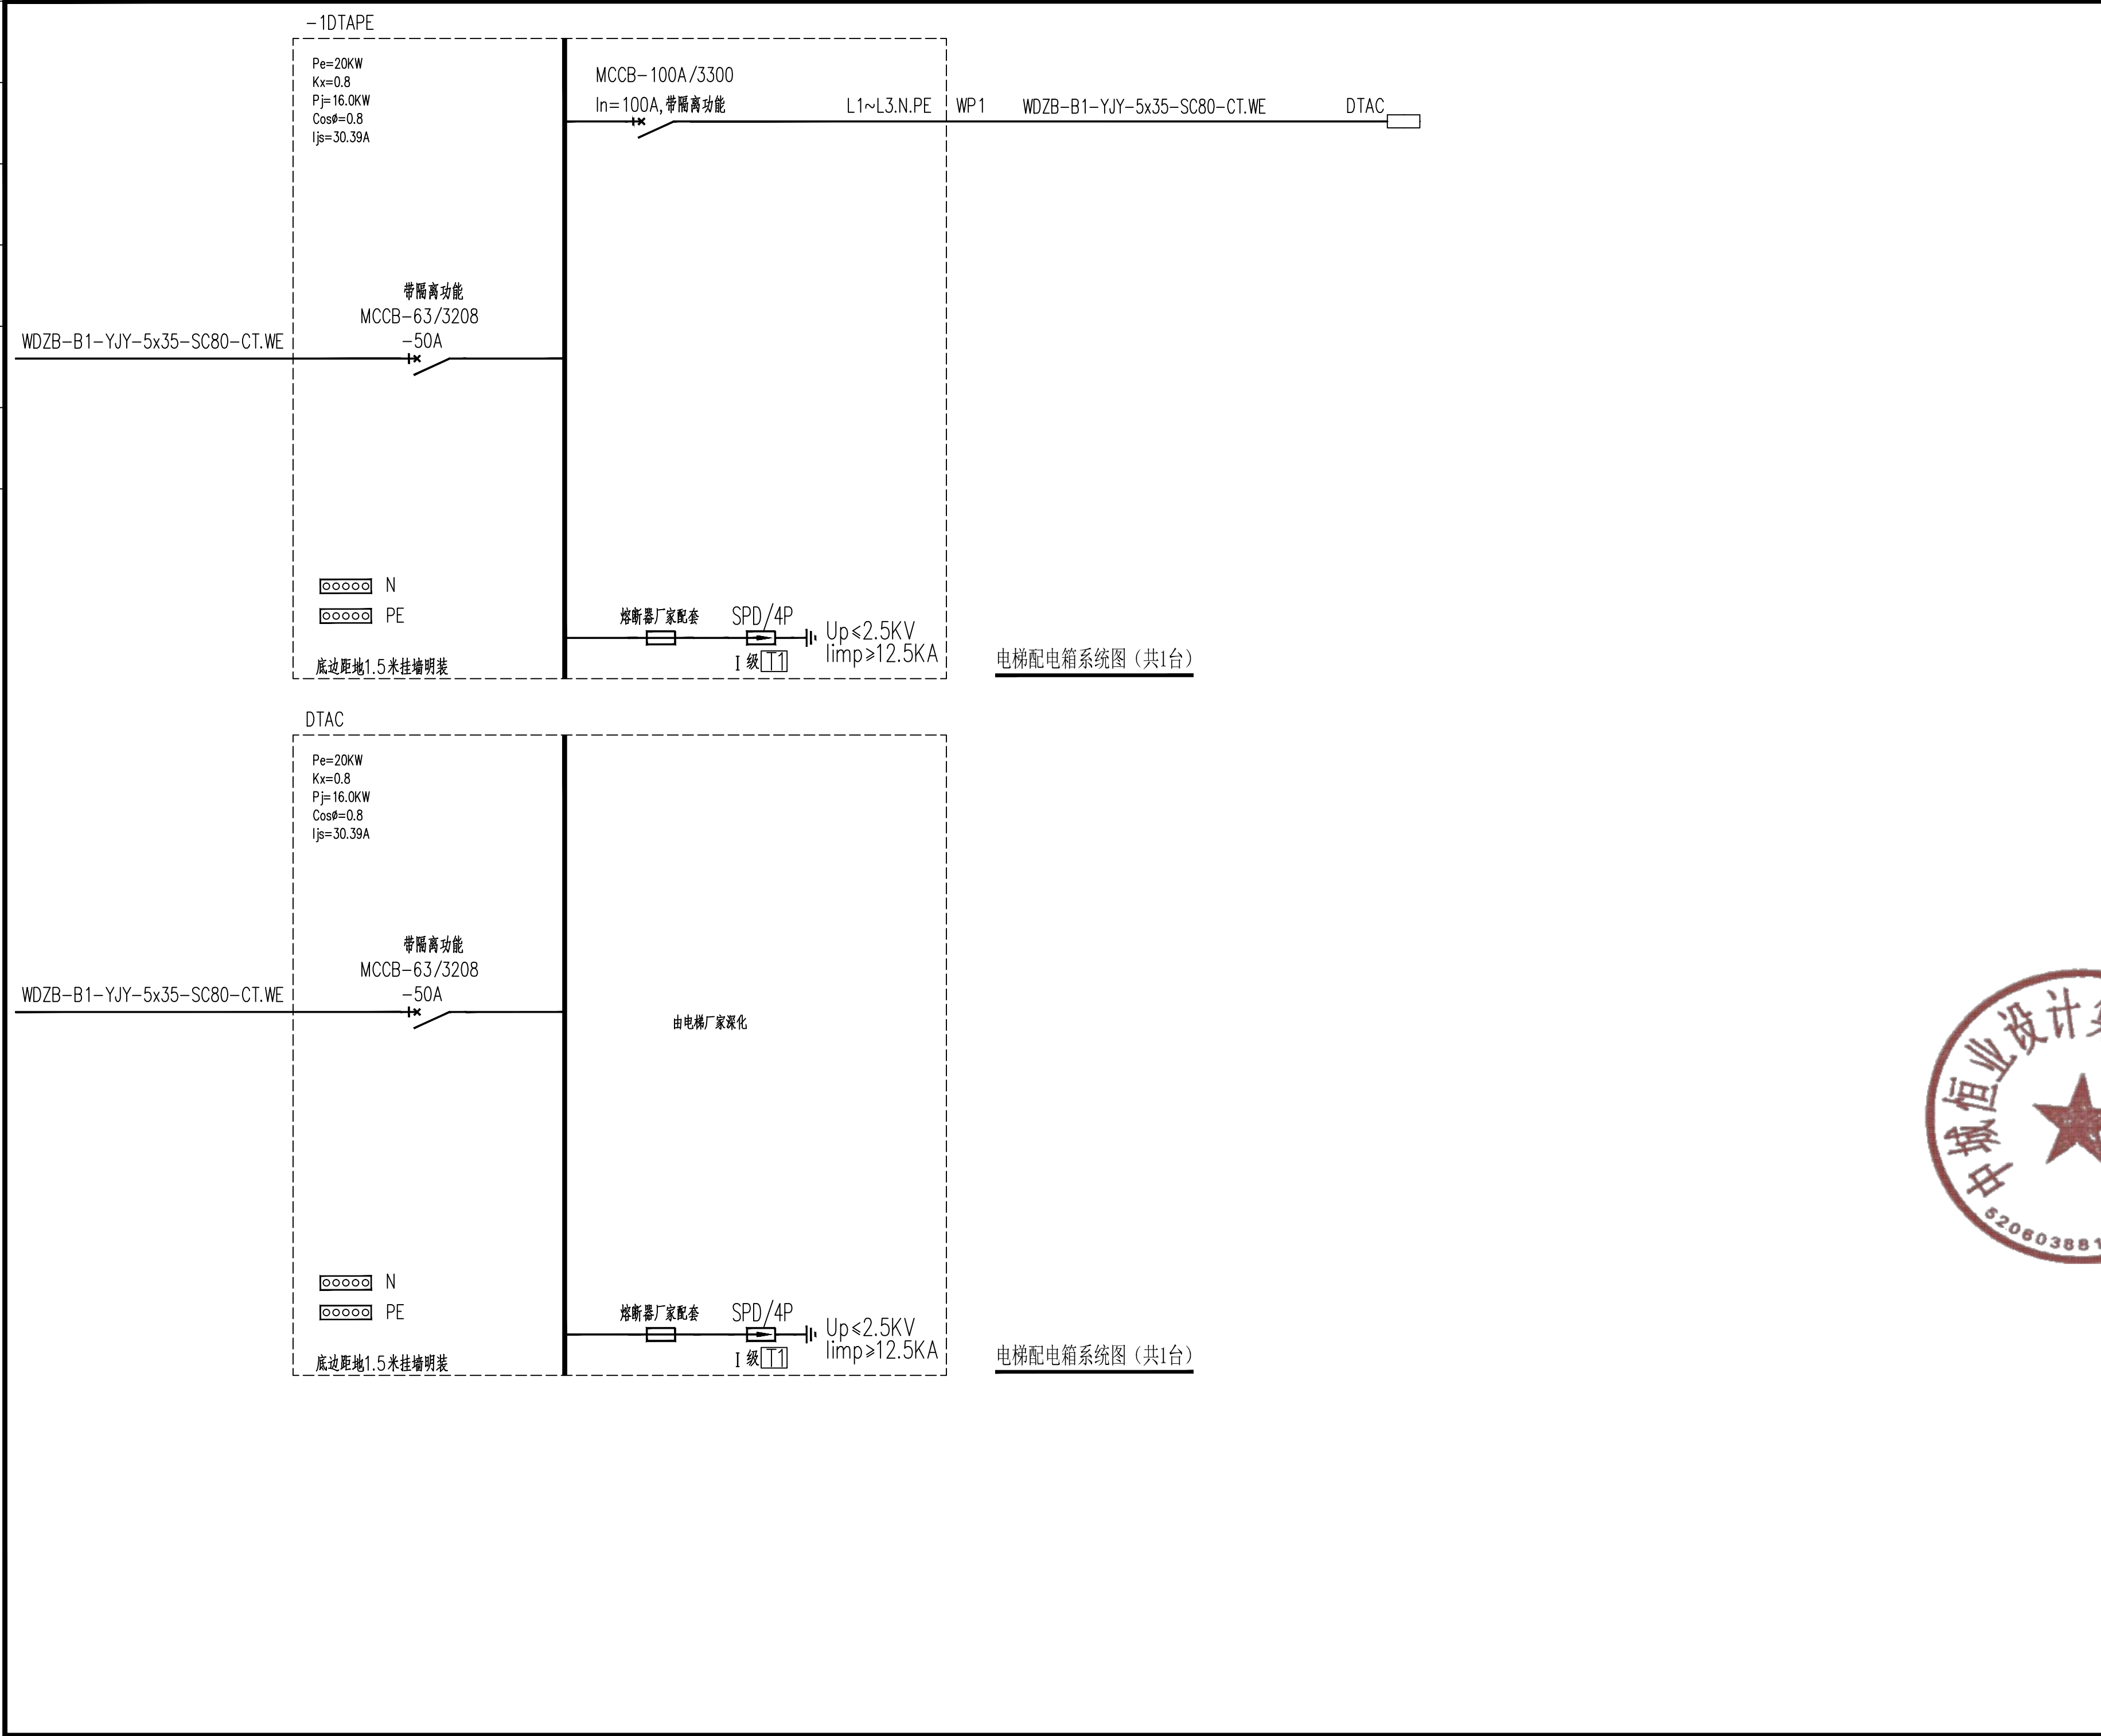 -1DTAPE
Pe=20KW
Kx=0.8
Pj=16.0KW
Cosø=0.8
Ijs=30.39A
MCCB-100A/3300
In=100A,带隔离功能
L1~L3.N.PE
WP1
WDZB-B1-YJY-5x35-SC80-CT.WE
DTAC
带隔离功能
MCCB-63/3208
-50A
WDZB-B1-YJY-5x35-SC80-CT.WE
N
PE
底边距地1.5米挂墙明装
熔断器厂家配套
SPD/4P
I 级 T1
Up≤2.5KV
Iimp≥12.5KA
电梯配电箱系统图（共1台）
DTAC
Pe=20KW
Kx=0.8
Pj=16.0KW
Cosø=0.8
Ijs=30.39A
带隔离功能
MCCB-63/3208
-50A
WDZB-B1-YJY-5x35-SC80-CT.WE
由电梯厂家深化
N
PE
底边距地1.5米挂墙明装
熔断器厂家配套
SPD/4P
I 级 T1
Up≤2.5KV
Iimp≥12.5KA
电梯配电箱系统图（共1台）
中城恒业设计
520603881